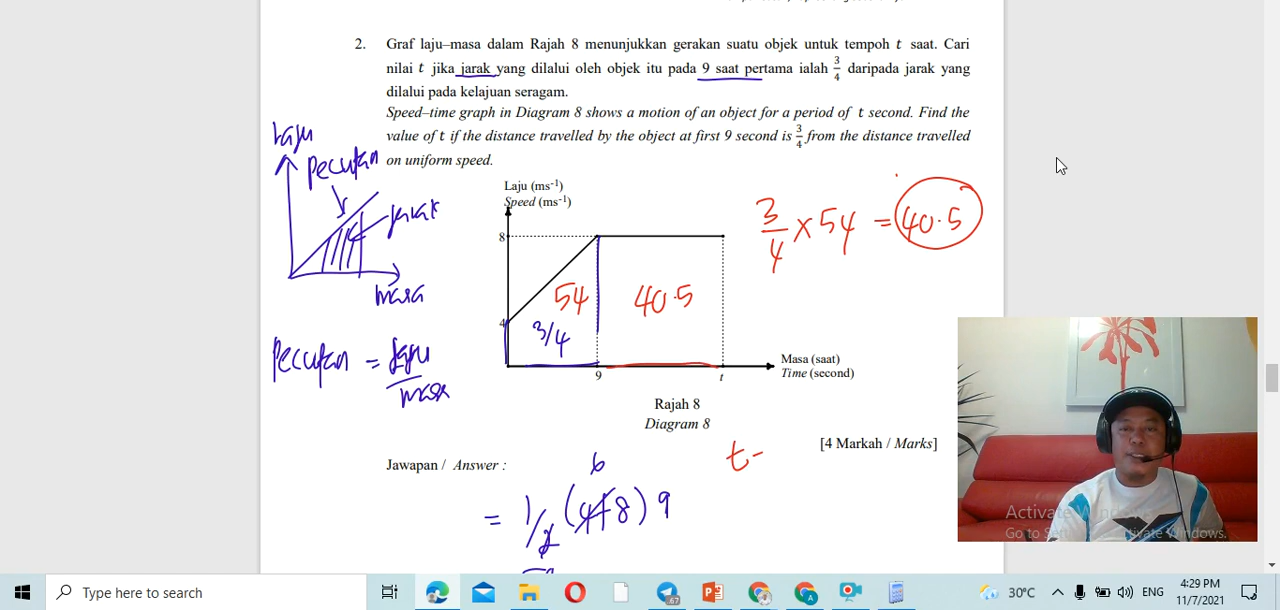 2. Graf laju–masa dalam Rajah 8 menunjukkan gerakan suatu objek untuk tempoh t saat. Cari
nilai t jika jarak yang dilalui oleh objek itu pada 9 saat pertama ialah 3/4 daripada jarak yang
dilalui pada kelajuan seragam.
Speed–time graph in Diagram 8 shows a motion of an object for a period of t second. Find the
value of t if the distance travelled by the object at first 9 second is 3/4 from the distance travelled
on uniform speed.
Laju
Pecutan
Jarak
masa
Pecutan = Laju/masa
Laju (ms⁻¹)
Speed (ms⁻¹)
8
4
54
3/4
40.5
9
t
Masa (saat)
Time (second)
3/4 × 54 = 40.5
Rajah 8
Diagram 8
[4 Markah / Marks]
t-
Jawapan / Answer :
6
= 1/2 (4+8) 9
Activate Windows
Type here to search
67
30°C
ENG
4:29 PM
11/7/2021